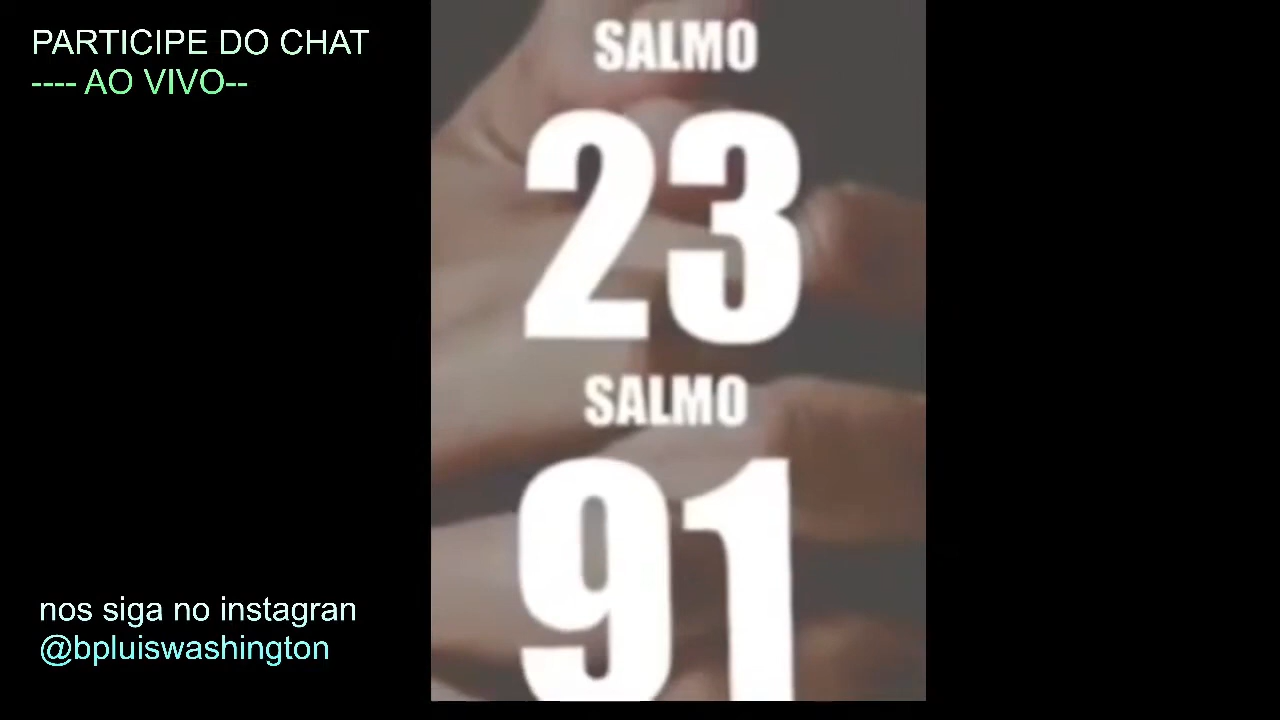 PARTICIPE DO CHAT
---- AO VIVO--
SALMO
23
SALMO
91
nos siga no instagran
@bpluiswashington